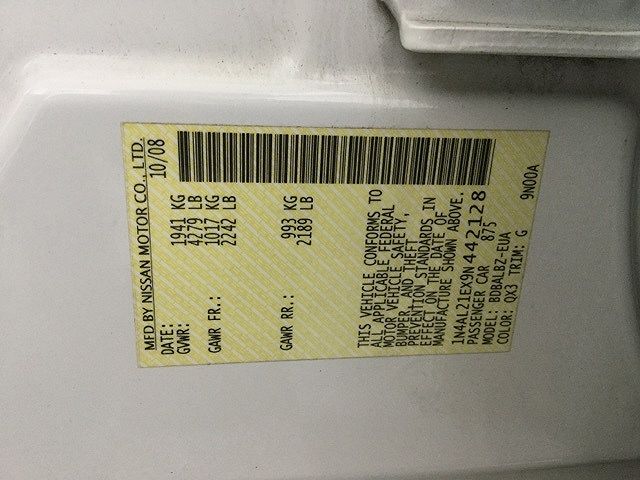 MFD BY NISSAN MOTOR CO., LTD.
DATE: 10/08
GVWR: 1941 KG
4279 LB
GAWR FR.: 1017 KG
2242 LB
GAWR RR.: 993 KG
2189 LB
THIS VEHICLE CONFORMS TO
ALL APPLICABLE FEDERAL
MOTOR VEHICLE SAFETY,
BUMPER, AND THEFT
PREVENTION STANDARDS IN
EFFECT ON THE DATE OF
MANUFACTURE SHOWN ABOVE.
1N4AL21EX9N442128
PASSENGER CAR 875
MODEL: BDBALBZ-EUA
COLOR: QX3 TRIM: G 9N00A